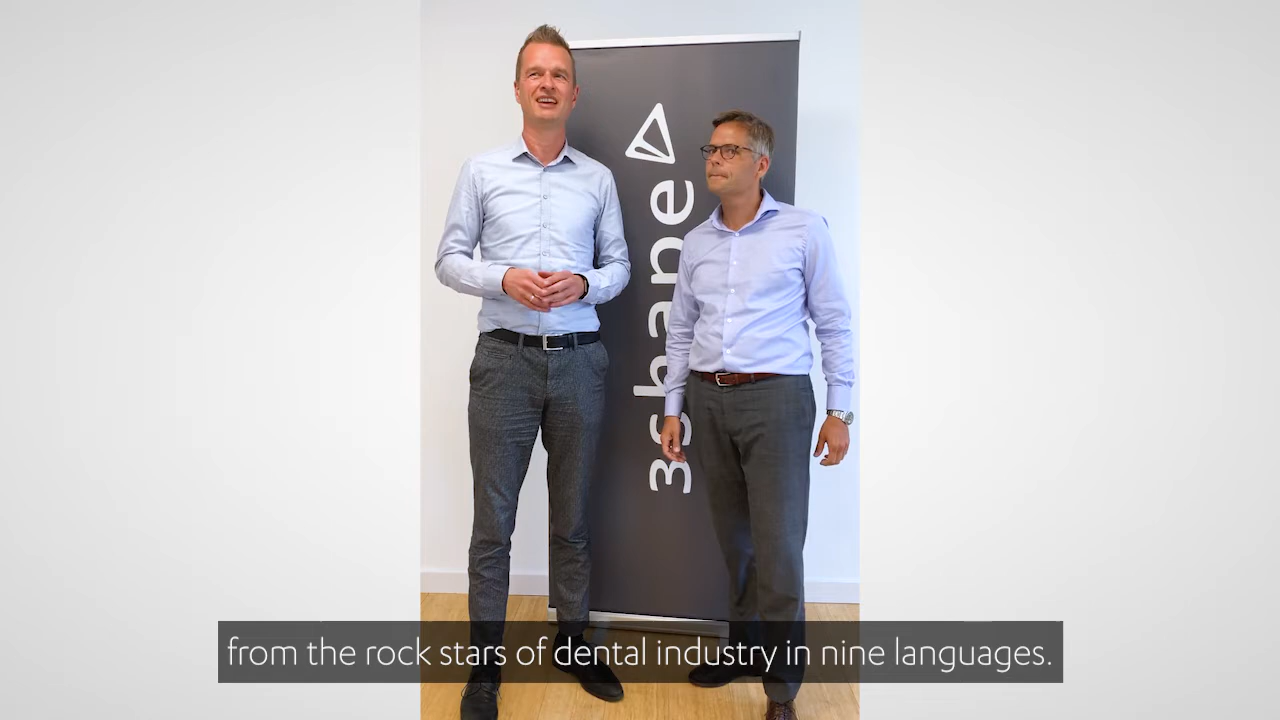 3shape
from the rock stars of dental industry in nine languages.